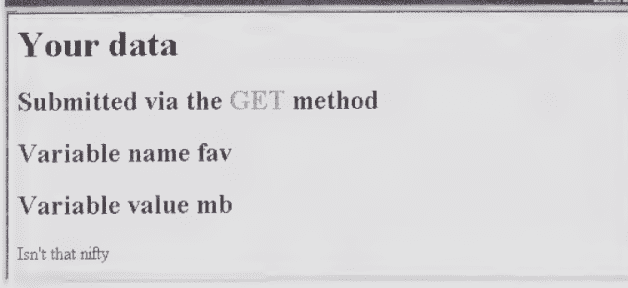 Your data
Submitted via the GET method
Variable name fav
Variable value mb
Isn't that nifty